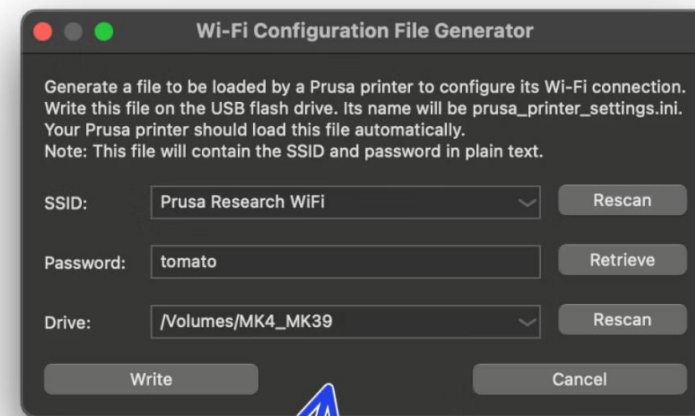 Wi-Fi Configuration File Generator
Generate a file to be loaded by a Prusa printer to configure its Wi-Fi connection.
Write this file on the USB flash drive. Its name will be prusa_printer_settings.ini.
Your Prusa printer should load this file automatically.
Note: This file will contain the SSID and password in plain text.
SSID: Prusa Research WiFi Rescan
Password: tomato Retrieve
Drive: /Volumes/MK4_MK39 Rescan
Write Cancel